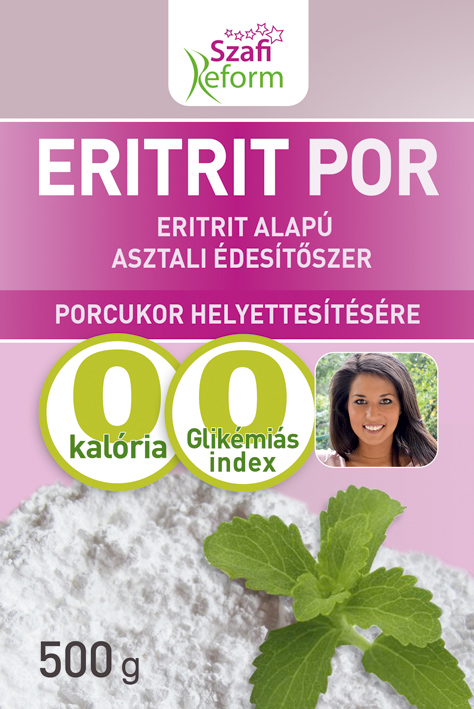 Szafi
Reform
ERITRIT POR
ERITRIT ALAPÚ
ASZTALI ÉDESÍTŐSZER
PORCUKOR HELYETTESÍTÉSÉRE
0
kalória
0
Glikémiás
index
500 g